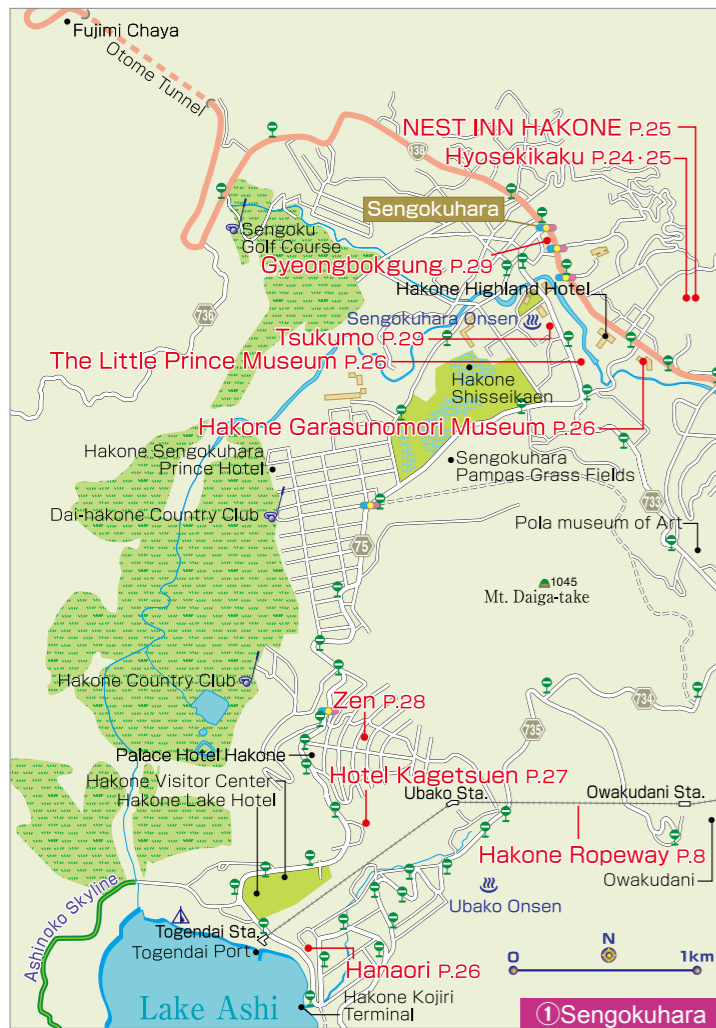 Fujimi Chaya
Otome Tunnel
138
NEST INN HAKONE P.25
Hyosekikaku P.24・25
Sengokuhara
Sengoku
Golf Course
Gyeongbokgung P.29
Hakone Highland Hotel
736
Sengokuhara Onsen
Tsukumo P.29
The Little Prince Museum P.26
Hakone
Shisseikaen
Hakone Garasunomori Museum P.26
Hakone Sengokuhara
Prince Hotel
Sengokuhara
Pampas Grass Fields
733
Dai-hakone Country Club
Pola museum of Art
75
1045
Mt. Daiga-take
Hakone Country Club
734
Zen P.28
735
Palace Hotel Hakone
Hotel Kagetsuen P.27
Hakone Visitor Center
Hakone Lake Hotel
Ubako Sta.
Owakudani Sta.
Hakone Ropeway P.8
Owakudani
Ubako Onsen
Ashinoko Skyline
Togendai Sta.
Togendai Port
Hanaori P.26
0 N 1km
Lake Ashi
Hakone Kojiri
Terminal
①Sengokuhara